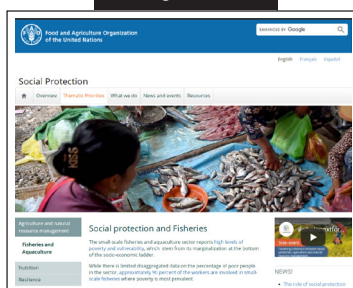 Food and Agriculture Organization
of the United Nations
ENHANCED BY Google
English Français Español
Social Protection
Overview Thematic Priorities What we do News and events Resources
KISS
Agriculture and natural
resource management
Fisheries and
Aquaculture
Nutrition
Resilience
Social protection and Fisheries
The small-scale fisheries and aquaculture sector reports high levels of
poverty and vulnerability, which stem from its marginalization at the bottom
of the socio-economic ladder.
While there is limited disaggregated data on the percentage of poor people
in the sector, approximately 90 percent of the workers are involved in small-
scale fisheries where poverty is most prevalent
NEWS!
The role of social protection